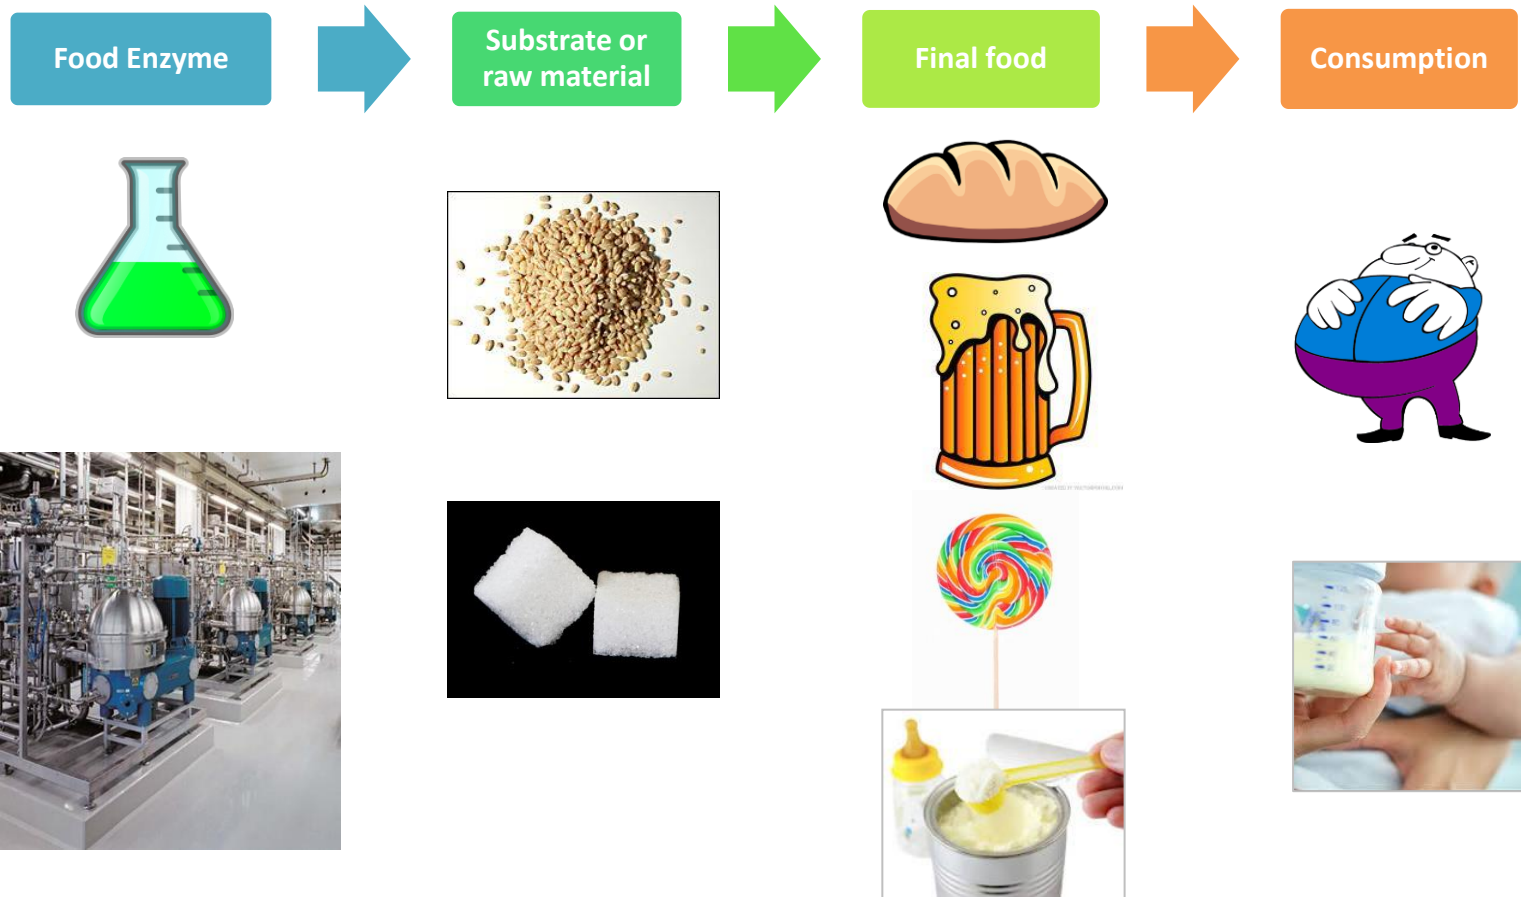 Food Enzyme
Substrate or
raw material
Final food
Consumption